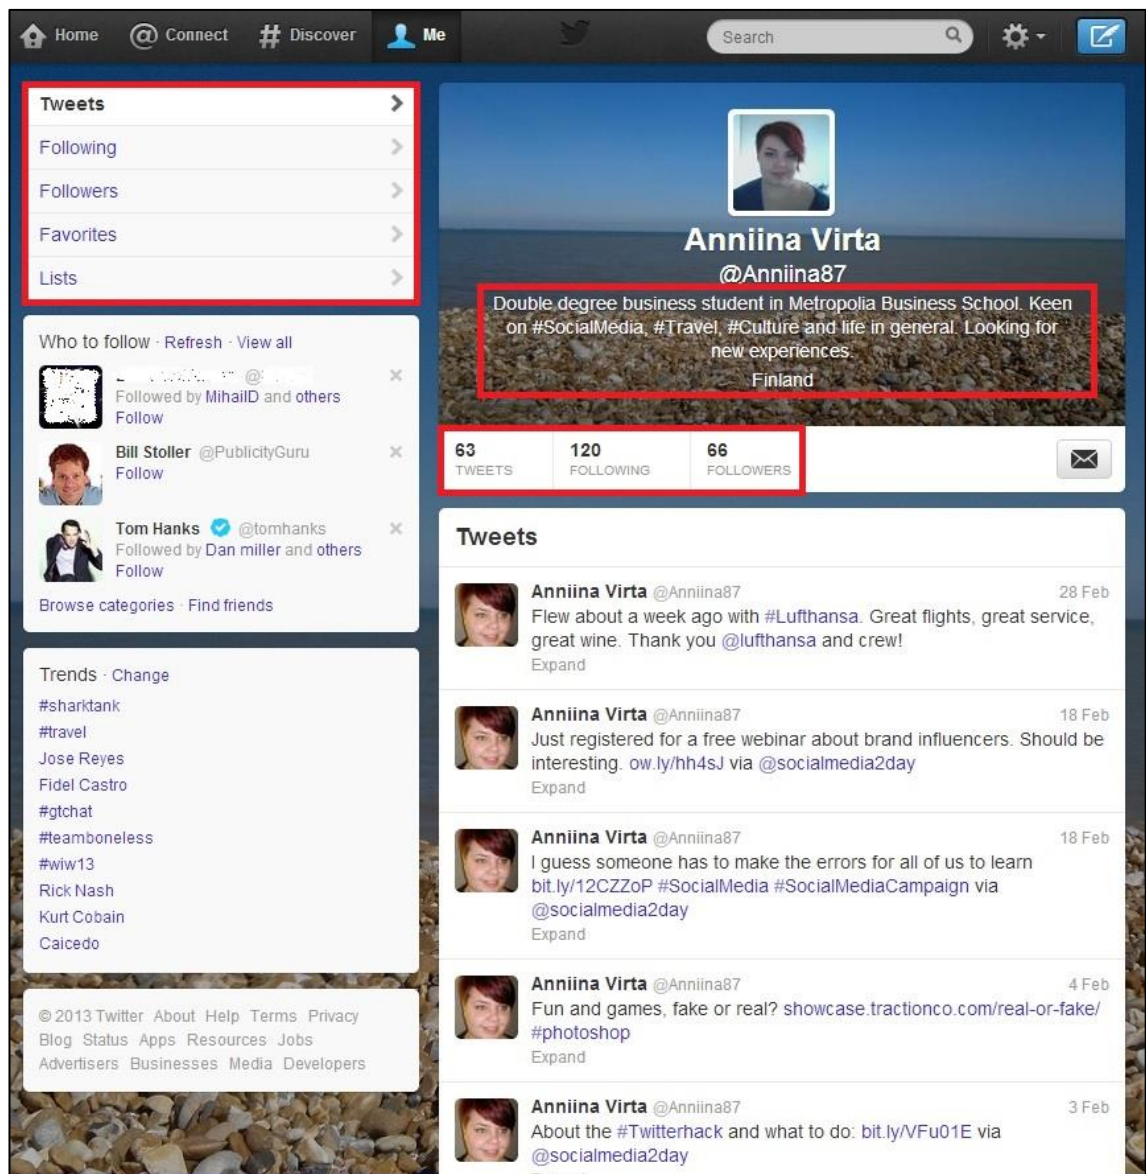 Home Connect Discover Me Search
Tweets
Following
Followers
Favorites
Lists
Who to follow · Refresh · View all
@
Followed by MihailD and others
Follow
Bill Stoller @PublicityGuru
Follow
Tom Hanks @tomhanks
Followed by Dan miller and others
Follow
Browse categories · Find friends
Trends · Change
#sharktank
#travel
Jose Reyes
Fidel Castro
#gtchat
#teamboneless
#wiw13
Rick Nash
Kurt Cobain
Caicedo
© 2013 Twitter About Help Terms Privacy
Blog Status Apps Resources Jobs
Advertisers Businesses Media Developers
Anniina Virta
@Anniina87
Double degree business student in Metropolia Business School. Keen
on #SocialMedia, #Travel, #Culture and life in general. Looking for
new experiences.
Finland
63 120 66
TWEETS FOLLOWING FOLLOWERS
Tweets
Anniina Virta @Anniina87 28 Feb
Flew about a week ago with #Lufthansa. Great flights, great service,
great wine. Thank you @lufthansa and crew!
Expand
Anniina Virta @Anniina87 18 Feb
Just registered for a free webinar about brand influencers. Should be
interesting. ow.ly/hh4sJ via @socialmedia2day
Expand
Anniina Virta @Anniina87 18 Feb
I guess someone has to make the errors for all of us to learn
bit.ly/12CZZoP #SocialMedia #SocialMediaCampaign via
@socialmedia2day
Expand
Anniina Virta @Anniina87 4 Feb
Fun and games, fake or real? showcase.tractionco.com/real-or-fake/
#photoshop
Expand
Anniina Virta @Anniina87 3 Feb
About the #Twitterhack and what to do: bit.ly/VFu01E via
@socialmedia2day